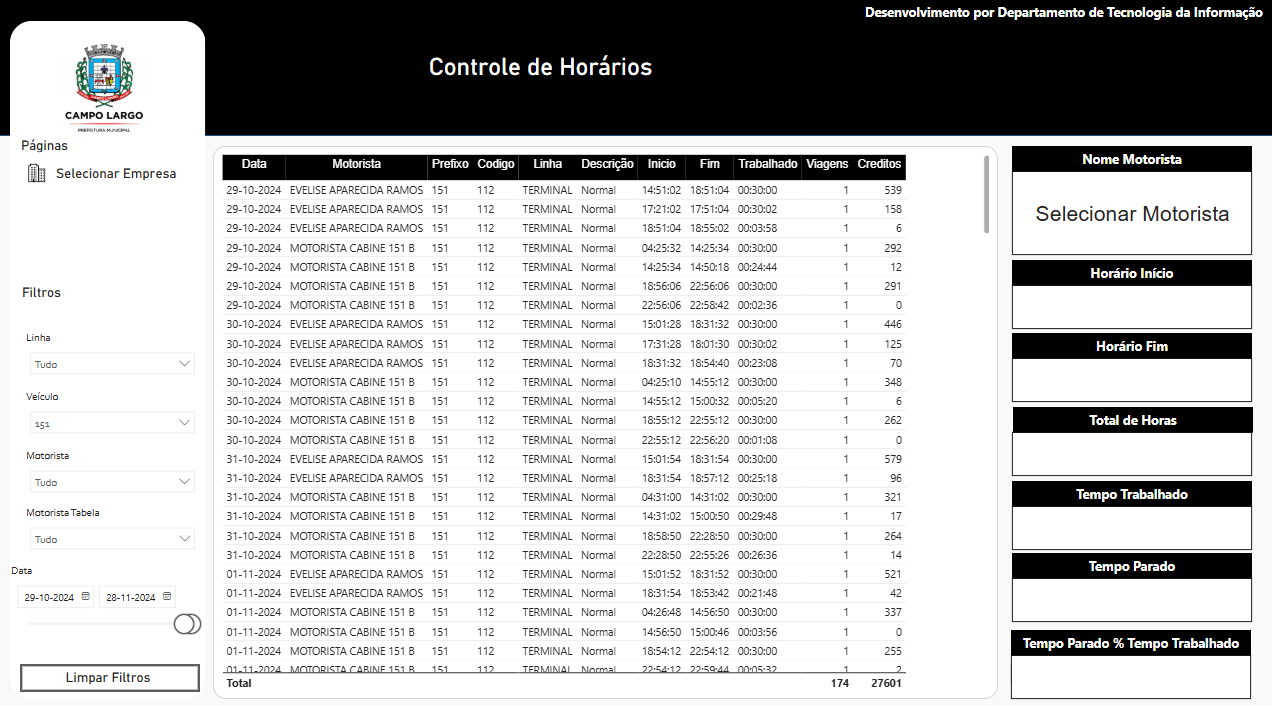 Desenvolvimento por Departamento de Tecnologia da Informação
Controle de Horários
CAMPO LARGO
PREFEITURA MUNICIPAL
Páginas
Selecionar Empresa
Filtros
Linha
Tudo
Veículo
151
Motorista
Tudo
Motorista Tabela
Tudo
Data
29-10-2024 28-11-2024
Limpar Filtros
Data Motorista Prefixo Codigo Linha Descrição Inicio Fim Trabalhado Viagens Creditos
29-10-2024 EVELISE APARECIDA RAMOS 151 112 TERMINAL Normal 14:51:02 18:51:04 00:30:00 1 539
29-10-2024 EVELISE APARECIDA RAMOS 151 112 TERMINAL Normal 17:21:02 17:51:04 00:30:02 1 158
29-10-2024 EVELISE APARECIDA RAMOS 151 112 TERMINAL Normal 18:51:04 18:55:02 00:03:58 1 6
29-10-2024 MOTORISTA CABINE 151 B 151 112 TERMINAL Normal 04:25:32 14:25:34 00:30:00 1 292
29-10-2024 MOTORISTA CABINE 151 B 151 112 TERMINAL Normal 14:25:34 14:50:18 00:24:44 1 12
29-10-2024 MOTORISTA CABINE 151 B 151 112 TERMINAL Normal 18:56:06 22:56:06 00:30:00 1 291
29-10-2024 MOTORISTA CABINE 151 B 151 112 TERMINAL Normal 22:56:06 22:58:42 00:02:36 1 0
30-10-2024 EVELISE APARECIDA RAMOS 151 112 TERMINAL Normal 15:01:28 18:31:32 00:30:00 1 446
30-10-2024 EVELISE APARECIDA RAMOS 151 112 TERMINAL Normal 17:31:28 18:01:30 00:30:02 1 125
30-10-2024 EVELISE APARECIDA RAMOS 151 112 TERMINAL Normal 18:31:32 18:54:40 00:23:08 1 70
30-10-2024 MOTORISTA CABINE 151 B 151 112 TERMINAL Normal 04:25:10 14:55:12 00:30:00 1 348
30-10-2024 MOTORISTA CABINE 151 B 151 112 TERMINAL Normal 14:55:12 15:00:32 00:05:20 1 6
30-10-2024 MOTORISTA CABINE 151 B 151 112 TERMINAL Normal 18:55:12 22:55:12 00:30:00 1 262
30-10-2024 MOTORISTA CABINE 151 B 151 112 TERMINAL Normal 22:55:12 22:56:20 00:01:08 1 0
31-10-2024 EVELISE APARECIDA RAMOS 151 112 TERMINAL Normal 15:01:54 18:31:54 00:30:00 1 579
31-10-2024 EVELISE APARECIDA RAMOS 151 112 TERMINAL Normal 18:31:54 18:57:12 00:25:18 1 96
31-10-2024 MOTORISTA CABINE 151 B 151 112 TERMINAL Normal 04:31:00 14:31:02 00:30:00 1 321
31-10-2024 MOTORISTA CABINE 151 B 151 112 TERMINAL Normal 14:31:02 15:00:50 00:29:48 1 17
31-10-2024 MOTORISTA CABINE 151 B 151 112 TERMINAL Normal 18:58:50 22:28:50 00:30:00 1 264
31-10-2024 MOTORISTA CABINE 151 B 151 112 TERMINAL Normal 22:28:50 22:55:26 00:26:36 1 14
01-11-2024 EVELISE APARECIDA RAMOS 151 112 TERMINAL Normal 15:01:52 18:31:52 00:30:00 1 521
01-11-2024 EVELISE APARECIDA RAMOS 151 112 TERMINAL Normal 18:31:54 18:53:42 00:21:48 1 42
01-11-2024 MOTORISTA CABINE 151 B 151 112 TERMINAL Normal 04:26:48 14:56:50 00:30:00 1 337
01-11-2024 MOTORISTA CABINE 151 B 151 112 TERMINAL Normal 14:56:50 15:00:46 00:03:56 1 0
01-11-2024 MOTORISTA CABINE 151 B 151 112 TERMINAL Normal 18:54:12 22:54:12 00:30:00 1 255
01-11-2024 MOTORISTA CABINE 151 B 151 112 TERMINAL Normal 22:54:12 22:59:44 00:05:32 1 2
Total 174 27601
Nome Motorista
Selecionar Motorista
Horário Início
Horário Fim
Total de Horas
Tempo Trabalhado
Tempo Parado
Tempo Parado % Tempo Trabalhado